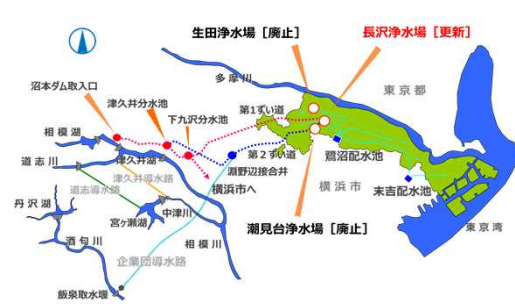 生田浄水場［廃止］
長沢浄水場［更新］
多摩川
東京都
沼本ダム取入口
津久井分水池
下九沢分水池
第1ずい道
相模湖
道志川
津久井湖
第2ずい道
鷺沼配水池
津久井導水路
淵野辺接合井
道志導水路
横浜市へ
横浜市
末吉配水池
丹沢湖
宮ヶ瀬湖
中津川
潮見台浄水場［廃止］
東京湾
酒匂川
相模川
企業団導水路
飯泉取水堰